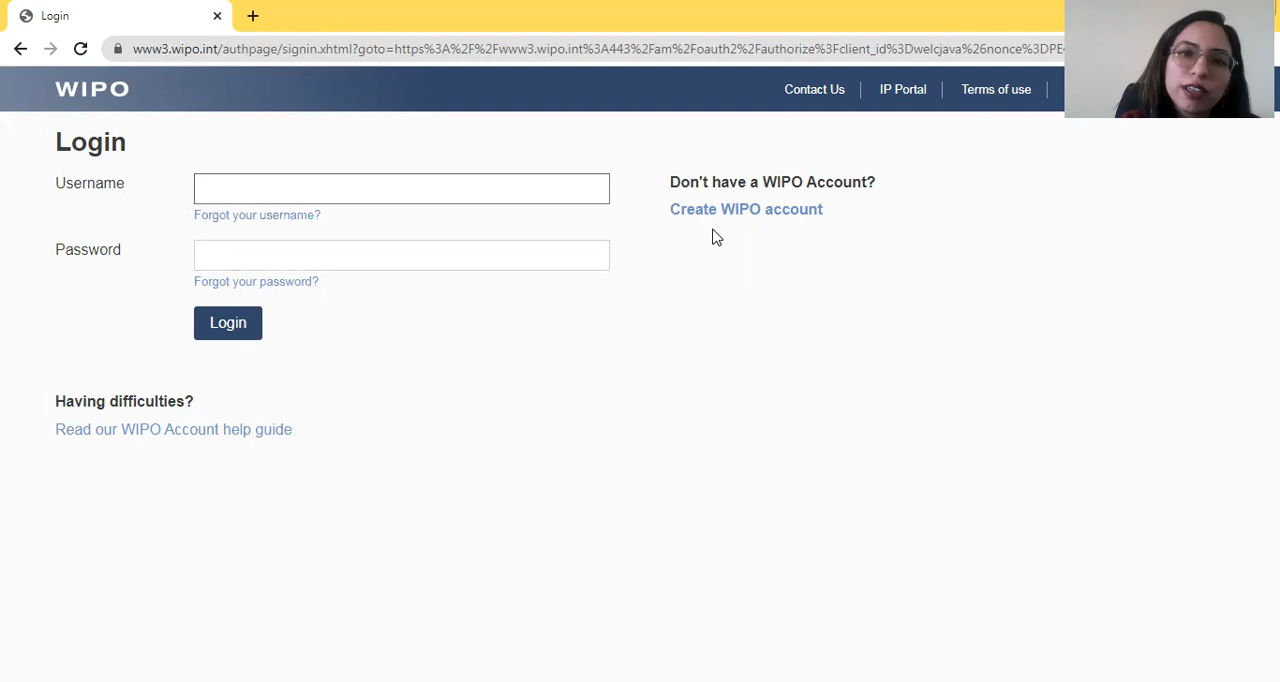 Login
www3.wipo.int/authpage/signin.xhtml?goto=https%3A%2F%2Fwww3.wipo.int%3A443%2Fam%2Foauth2%2Fauthorize%3Fclient_id%3Dwelcjava%26nonce%3DPE
WIPO
Contact Us
IP Portal
Terms of use
Login
Username
Forgot your username?
Password
Forgot your password?
Login
Don't have a WIPO Account?
Create WIPO account
Having difficulties?
Read our WIPO Account help guide